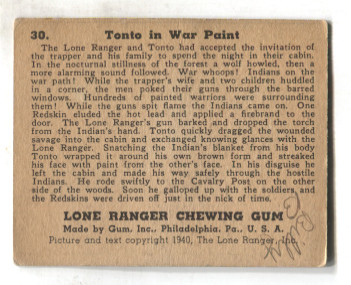 30. Tonto in War Paint
The Lone Ranger and Tonto had accepted the invitation of
the trapper and his family to spend the night in their cabin.
In the nocturnal stillness of the forest a wolf howled, then
a more alarming sound followed. War whoops! Indians on the
war path! While the trapper's wife and two children huddled
in a corner, the men poked their guns through the barred
windows. Hundreds of painted warriors were surrounding
them! While the guns spit flame the Indians came on. One
Redskin eluded the hot lead and applied a firebrand to the
door. The Lone Ranger's gun barked and dropped the torch
from the Indian's hand. Tonto quickly dragged the wounded
savage into the cabin and exchanged knowing glances with the
Lone Ranger. Snatching the Indian's blanket from his body
Tonto wrapped it around his own brown form and streaked
his face with paint from the other's face. In his disguise he
left the cabin and made his way safely through the hostile
Indians. He rode swiftly to the Cavalry Post on the other
side of the woods. Soon he galloped up with the soldiers, and
the Redskins were driven off just in the nick of time.
LONE RANGER CHEWING GUM
Made by Gum, Inc., Philadelphia, Pa., U. S. A.
Picture and text copyright 1940, The Lone Ranger, Inc.
Billy